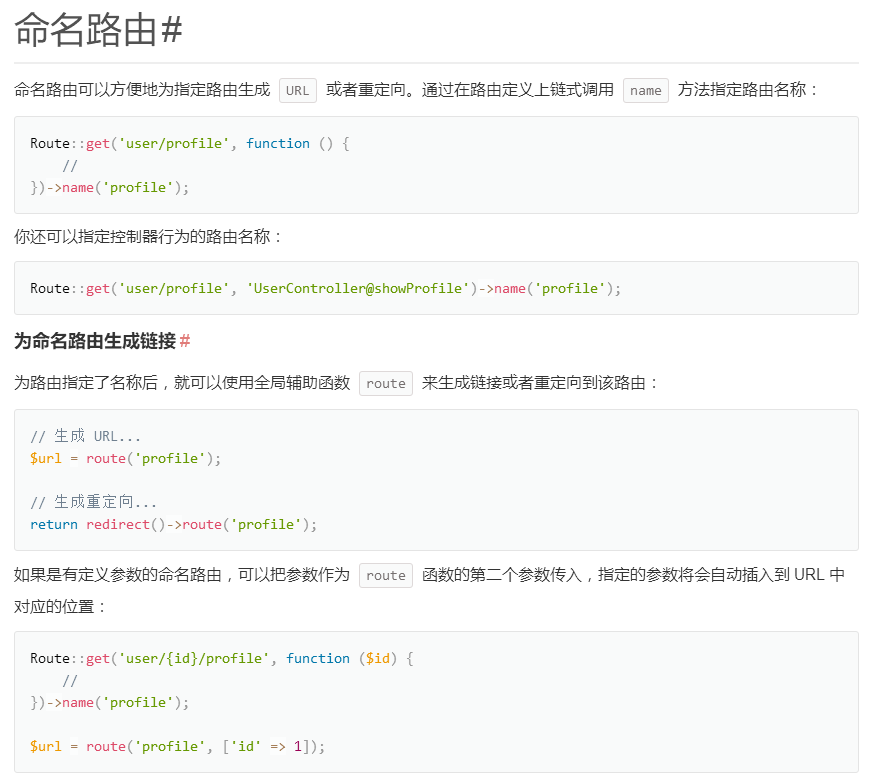 命名路由#
命名路由可以方便地为指定路由生成 URL 或者重定向。通过在路由定义上链式调用 name 方法指定路由名称：
Route::get('user/profile', function () {
    //
})->name('profile');
你还可以指定控制器行为的路由名称：
Route::get('user/profile', 'UserController@showProfile')->name('profile');
为命名路由生成链接#
为路由指定了名称后，就可以使用全局辅助函数 route 来生成链接或者重定向到该路由：
// 生成 URL...
$url = route('profile');
// 生成重定向...
return redirect()->route('profile');
如果是有定义参数的命名路由，可以把参数作为 route 函数的第二个参数传入，指定的参数将会自动插入到 URL 中
对应的位置：
Route::get('user/{id}/profile', function ($id) {
    //
})->name('profile');
$url = route('profile', ['id' => 1]);